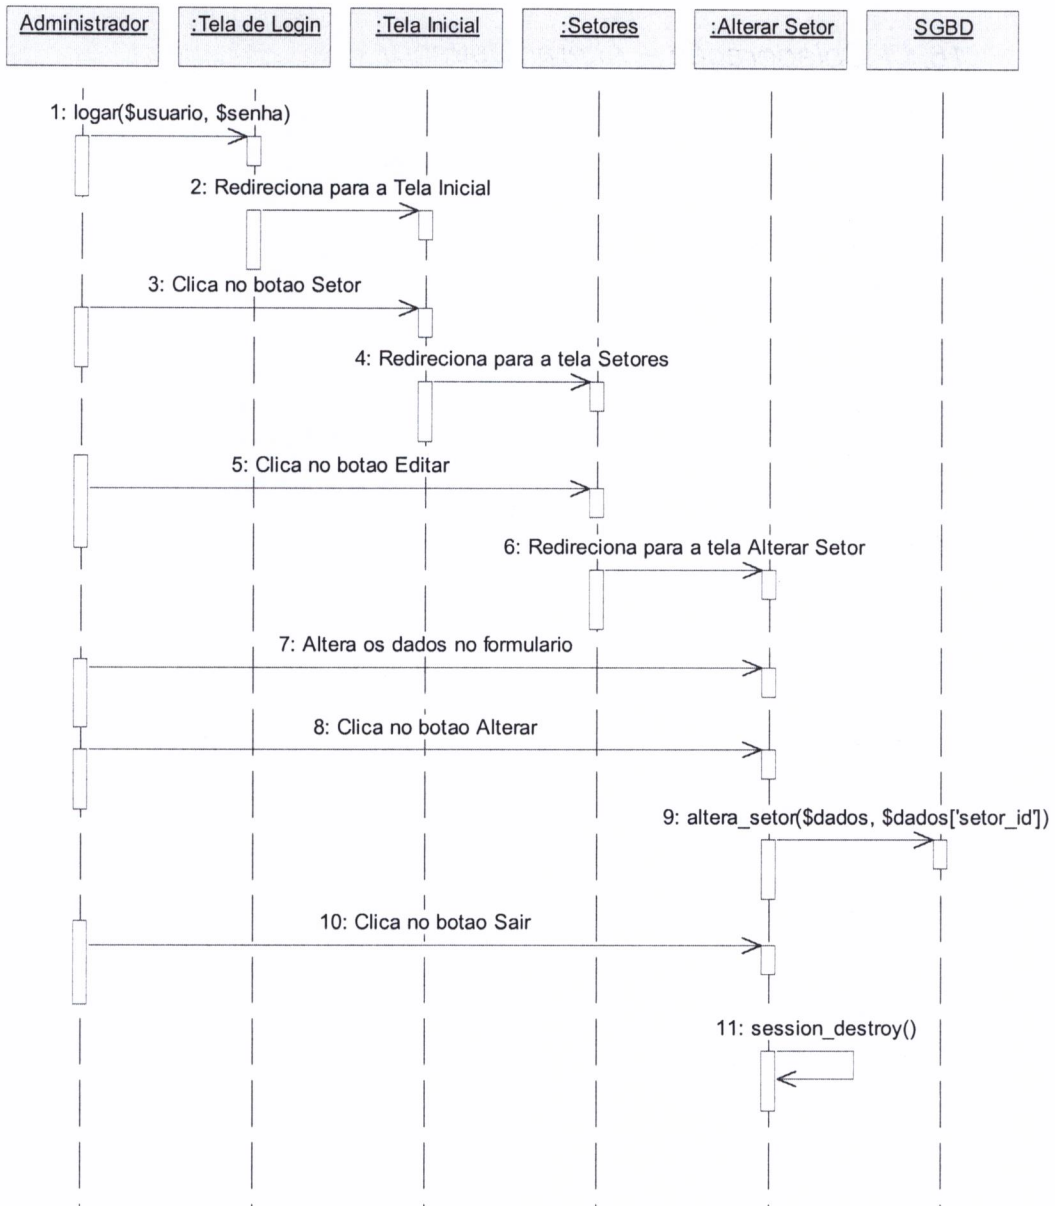 Administrador
:Tela de Login
:Tela Inicial
:Setores
:Alterar Setor
SGBD
1: logar($usuario, $senha)
2: Redireciona para a Tela Inicial
3: Clica no botao Setor
4: Redireciona para a tela Setores
5: Clica no botao Editar
6: Redireciona para a tela Alterar Setor
7: Altera os dados no formulario
8: Clica no botao Alterar
9: altera_setor($dados, $dados['setor_id'])
10: Clica no botao Sair
11: session_destroy()